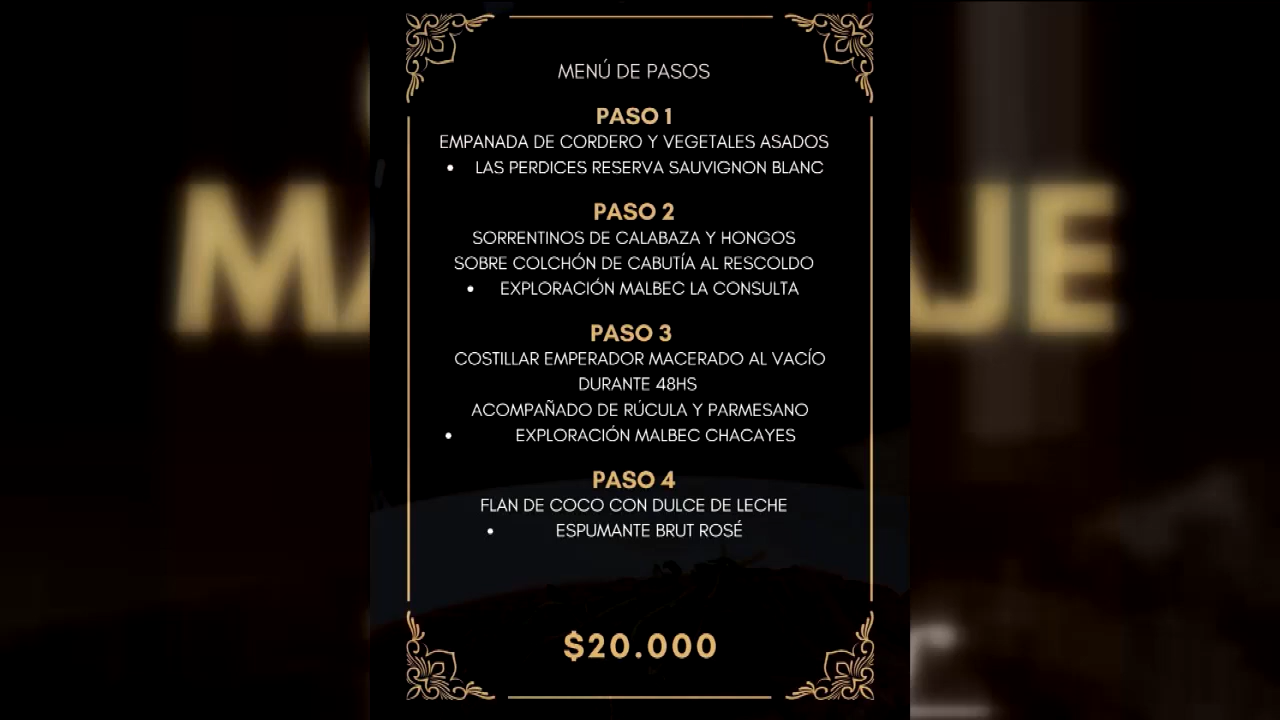 MENÚ DE PASOS
PASO 1
EMPANADA DE CORDERO Y VEGETALES ASADOS
• LAS PERDICES RESERVA SAUVIGNON BLANC
PASO 2
SORRENTINOS DE CALABAZA Y HONGOS
SOBRE COLCHÓN DE CABUTÍA AL RESCOLDO
• EXPLORACIÓN MALBEC LA CONSULTA
PASO 3
COSTILLAR EMPERADOR MACERADO AL VACÍO
DURANTE 48HS
ACOMPAÑADO DE RÚCULA Y PARMESANO
• EXPLORACIÓN MALBEC CHACAYES
PASO 4
FLAN DE COCO CON DULCE DE LECHE
• ESPUMANTE BRUT ROSÉ
$20.000